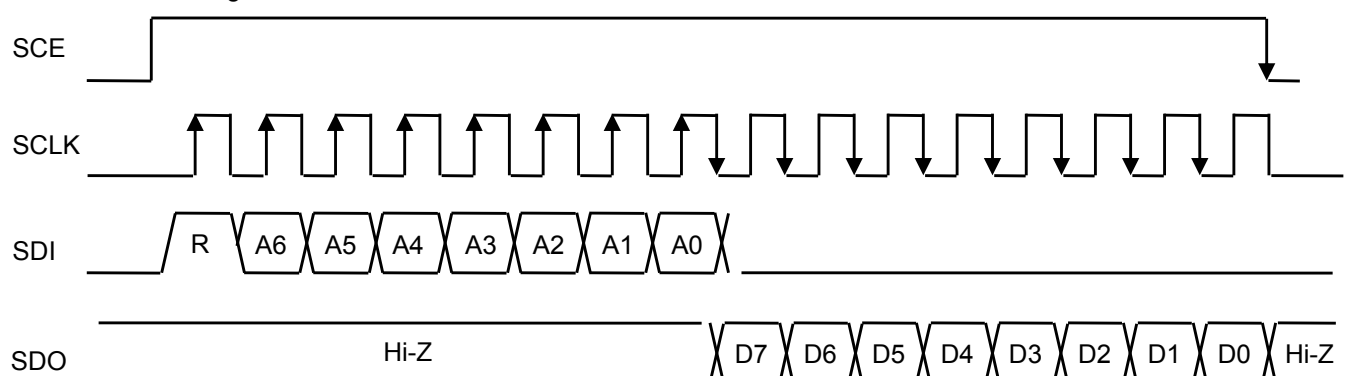 SCE
SCLK
SDI R A6 A5 A4 A3 A2 A1 A0
SDO Hi-Z D7 D6 D5 D4 D3 D2 D1 D0 Hi-Z